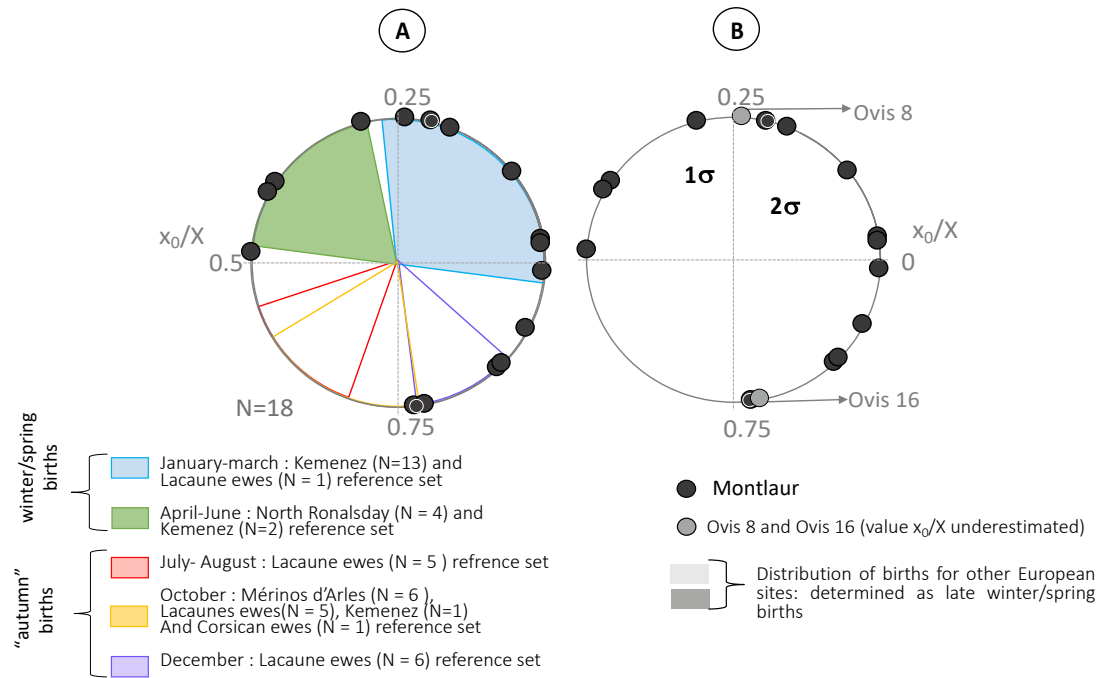 A
B
0.25
0.25
Ovis 8
1σ
2σ
x₀/X
x₀/X
0.5
0
N=18
0.75
0.75
Ovis 16
winter/spring
births
January-march : Kemenez (N=13) and
Lacaune ewes (N = 1) reference set
April-June : North Ronalsday (N = 4) and
Kemenez (N=2) reference set
"autumn"
births
July- August : Lacaune ewes (N = 5 ) refrence set
October : Mérinos d'Arles (N = 6 ),
Lacaunes ewes(N = 5), Kemenez (N=1)
And Corsican ewes (N = 1) reference set
December : Lacaune ewes (N = 6) reference set
Montlaur
Ovis 8 and Ovis 16 (value x₀/X underestimated)
Distribution of births for other European
sites: determined as late winter/spring
births